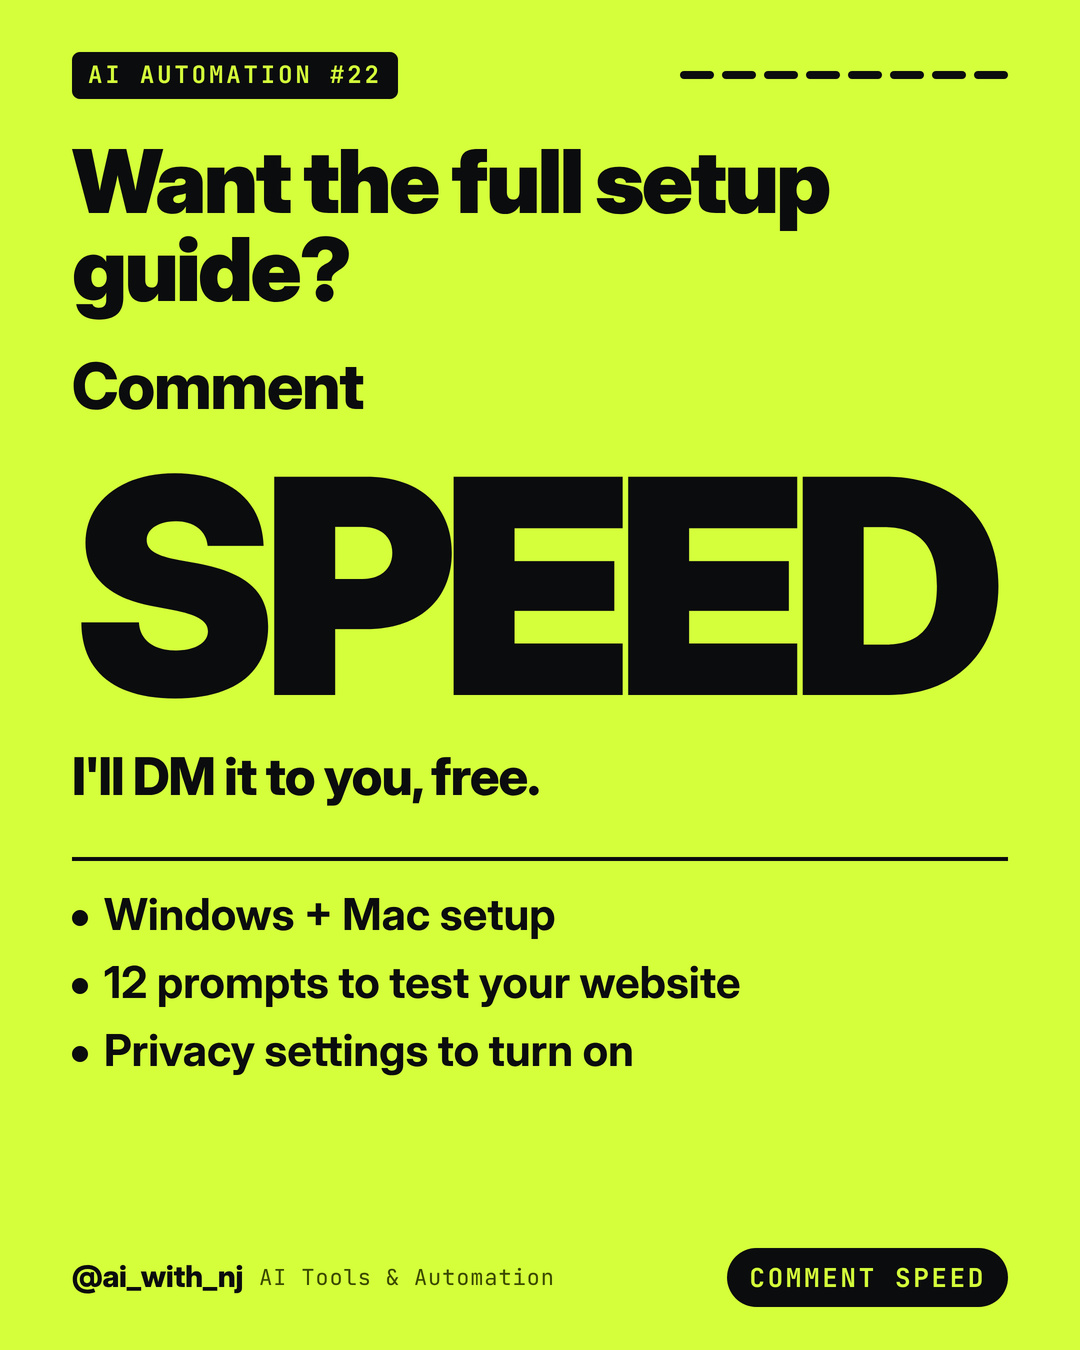 AI AUTOMATION #22
Want the full setup
guide?
Comment
SPEED
I'll DM it to you, free.
• Windows + Mac setup
• 12 prompts to test your website
• Privacy settings to turn on
@ai_with_nj AI Tools & Automation
COMMENT SPEED